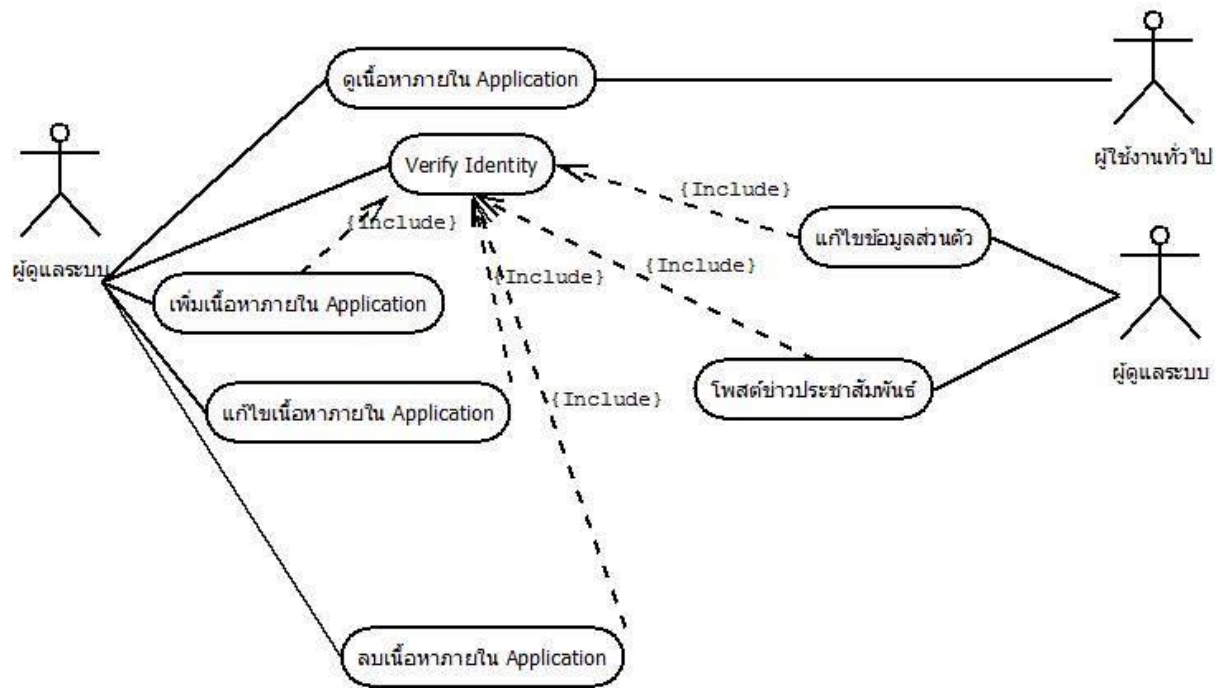 ดูเนื้อหาภายใน Application
ผู้ใช้งานทั่วไป
Verify Identity
{Include}
{Include}
แก้ไขข้อมูลส่วนตัว
ผู้ดูแลระบบ
{Include}
{Include}
เพิ่มเนื้อหาภายใน Application
ผู้ดูแลระบบ
โพสต์ข่าวประชาสัมพันธ์
{Include}
แก้ไขเนื้อหาภายใน Application
ลบเนื้อหาภายใน Application